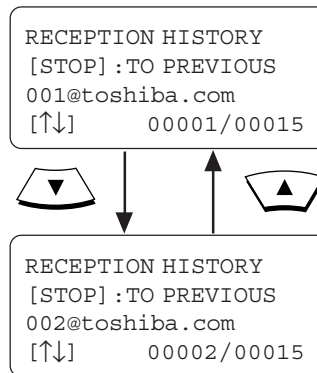 RECEPTION HISTORY
[STOP]:TO PREVIOUS
001@toshiba.com
[↑↓] 00001/00015
RECEPTION HISTORY
[STOP]:TO PREVIOUS
002@toshiba.com
[↑↓] 00002/00015